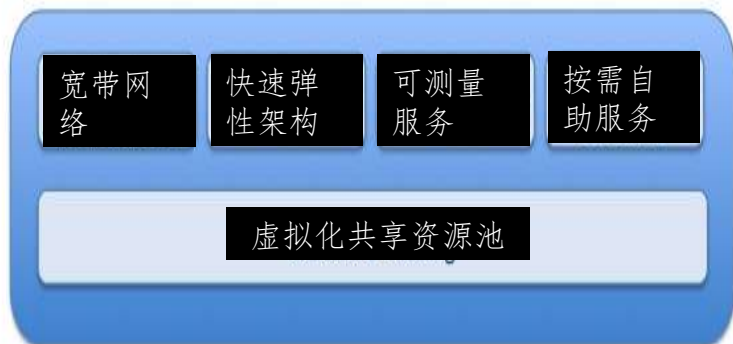 宽带网
络
快速弹
性架构
可测量
服务
按需自
助服务
虚拟化共享资源池